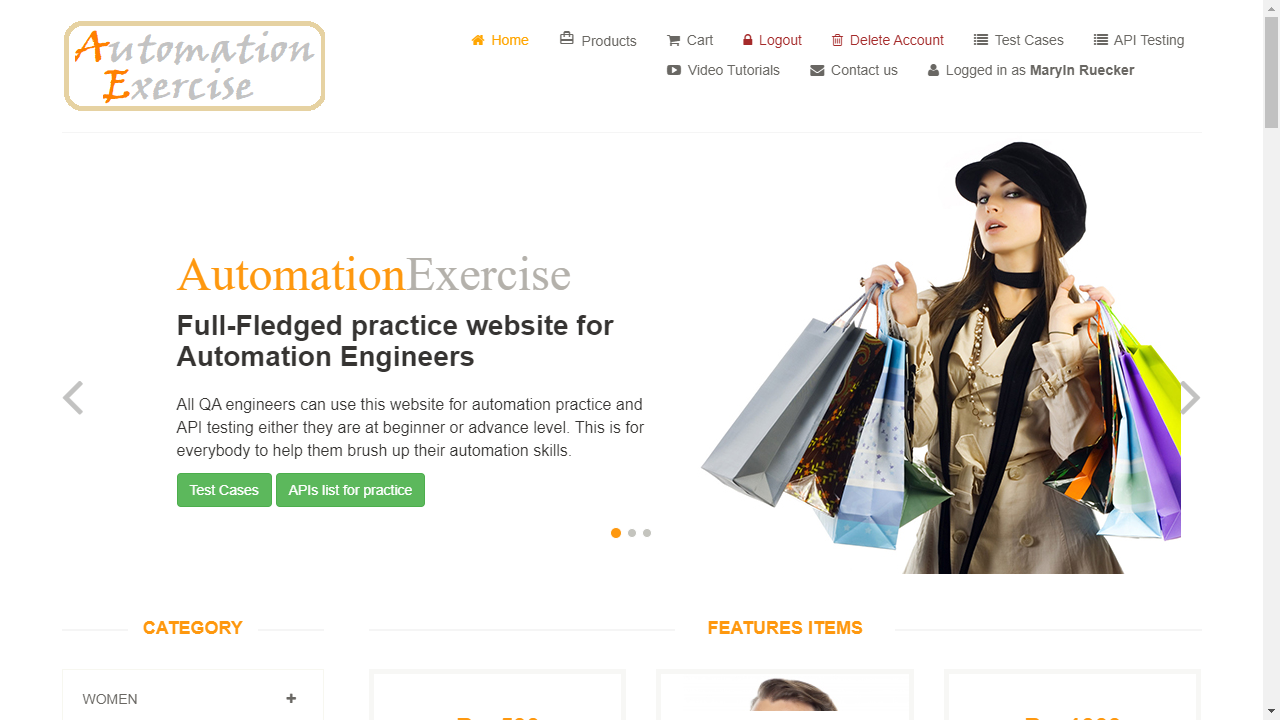 Automation
Exercise
Home
Products
Cart
Logout
Delete Account
Test Cases
API Testing
Video Tutorials
Contact us
Logged in as Maryln Ruecker
AutomationExercise
Full-Fledged practice website for
Automation Engineers
All QA engineers can use this website for automation practice and
API testing either they are at beginner or advance level. This is for
everybody to help them brush up their automation skills.
Test Cases
APIs list for practice
CATEGORY
FEATURES ITEMS
WOMEN